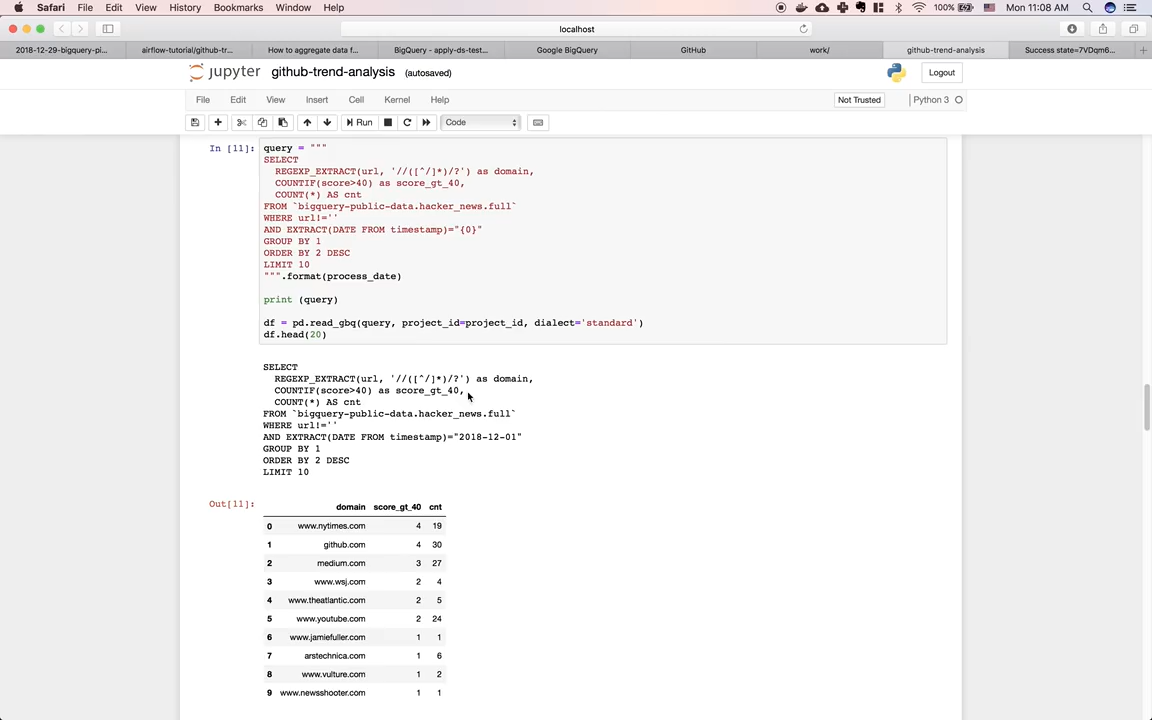 Safari File Edit View History Bookmarks Window Help 100% Mon 11:08 AM
localhost
2018-12-29-bigquery-pi... airflow-tutorial/github-tr... How to aggregate data f... BigQuery - apply-ds-test... Google BigQuery GitHub work/ github-trend-analysis Success state=7VDqm6...
jupyter github-trend-analysis (autosaved) Logout
File Edit View Insert Cell Kernel Help Not Trusted Python 3
Run Code
In [11]: query = """
SELECT
REGEXP_EXTRACT(url, '//([^/]*)/?') as domain,
COUNTIF(score>40) as score_gt_40,
COUNT(*) AS cnt
FROM `bigquery-public-data.hacker_news.full`
WHERE url!=''
AND EXTRACT(DATE FROM timestamp)="{0}"
GROUP BY 1
ORDER BY 2 DESC
LIMIT 10
""".format(process_date)
print (query)
df = pd.read_gbq(query, project_id=project_id, dialect='standard')
df.head(20)
SELECT
REGEXP_EXTRACT(url, '//([^/]*)/?') as domain,
COUNTIF(score>40) as score_gt_40,
COUNT(*) AS cnt
FROM `bigquery-public-data.hacker_news.full`
WHERE url!=''
AND EXTRACT(DATE FROM timestamp)="2018-12-01"
GROUP BY 1
ORDER BY 2 DESC
LIMIT 10
Out[11]:
domain score_gt_40 cnt
0 www.nytimes.com 4 19
1 github.com 4 30
2 medium.com 3 27
3 www.wsj.com 2 4
4 www.theatlantic.com 2 5
5 www.youtube.com 2 24
6 www.jamiefuller.com 1 1
7 arstechnica.com 1 6
8 www.vulture.com 1 2
9 www.newsshooter.com 1 1